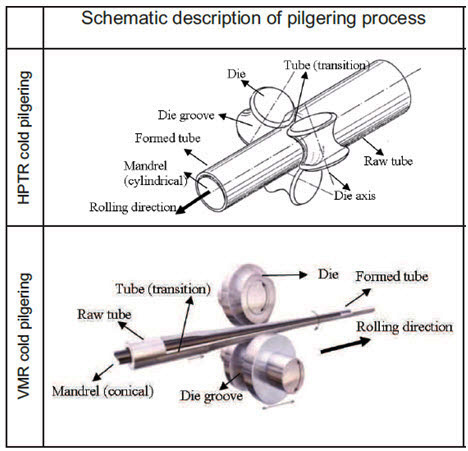 Schematic description of pilgering process
HPTR cold pilgering
Die
Tube (transition)
Die groove
Formed tube
Mandrel
(cylindrical)
Rolling direction
Raw tube
Die axis
VMR cold pilgering
Die
Formed tube
Tube (transition)
Raw tube
Rolling direction
Mandrel (conical)
Die groove